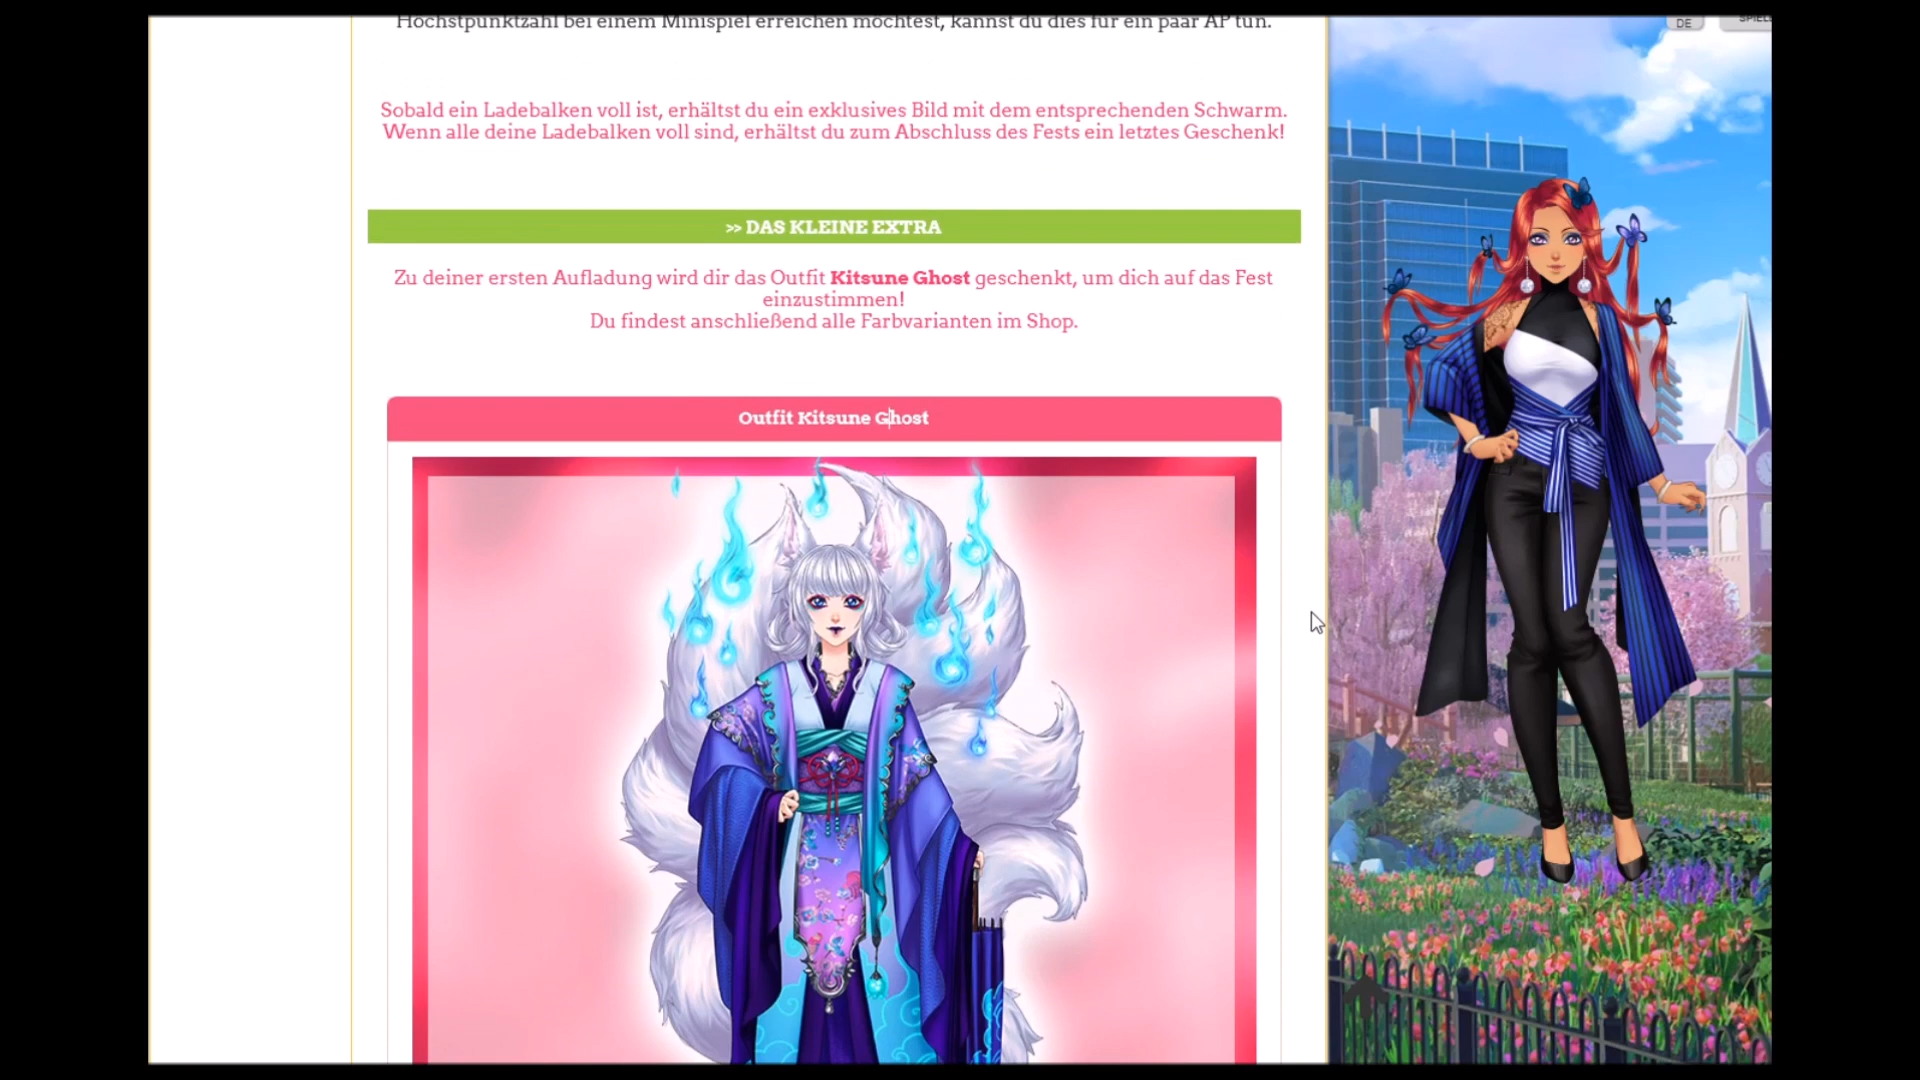 Höchstpunktzahl bei einem Minispiel erreichen möchtest, kannst du dies für ein paar AP tun.
DE
Sobald ein Ladebalken voll ist, erhältst du ein exklusives Bild mit dem entsprechenden Schwarm.
Wenn alle deine Ladebalken voll sind, erhältst du zum Abschluss des Fests ein letztes Geschenk!
>> DAS KLEINE EXTRA
Zu deiner ersten Aufladung wird dir das Outfit Kitsune Ghost geschenkt, um dich auf das Fest
einzustimmen!
Du findest anschließend alle Farbvarianten im Shop.
Outfit Kitsune Ghost